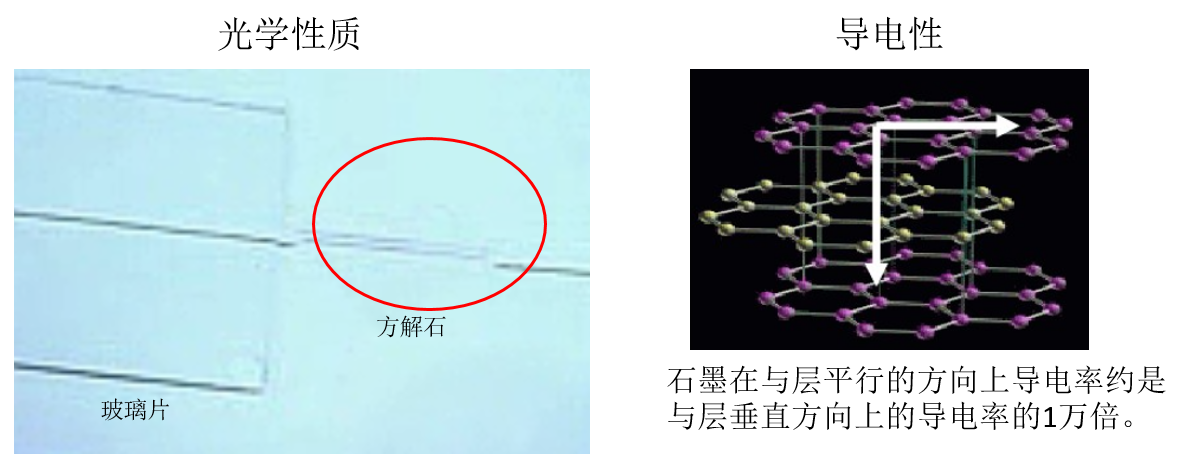 光学性质
导电性
方解石
玻璃片
石墨在与层平行的方向上导电率约是
与层垂直方向上的导电率的1万倍。